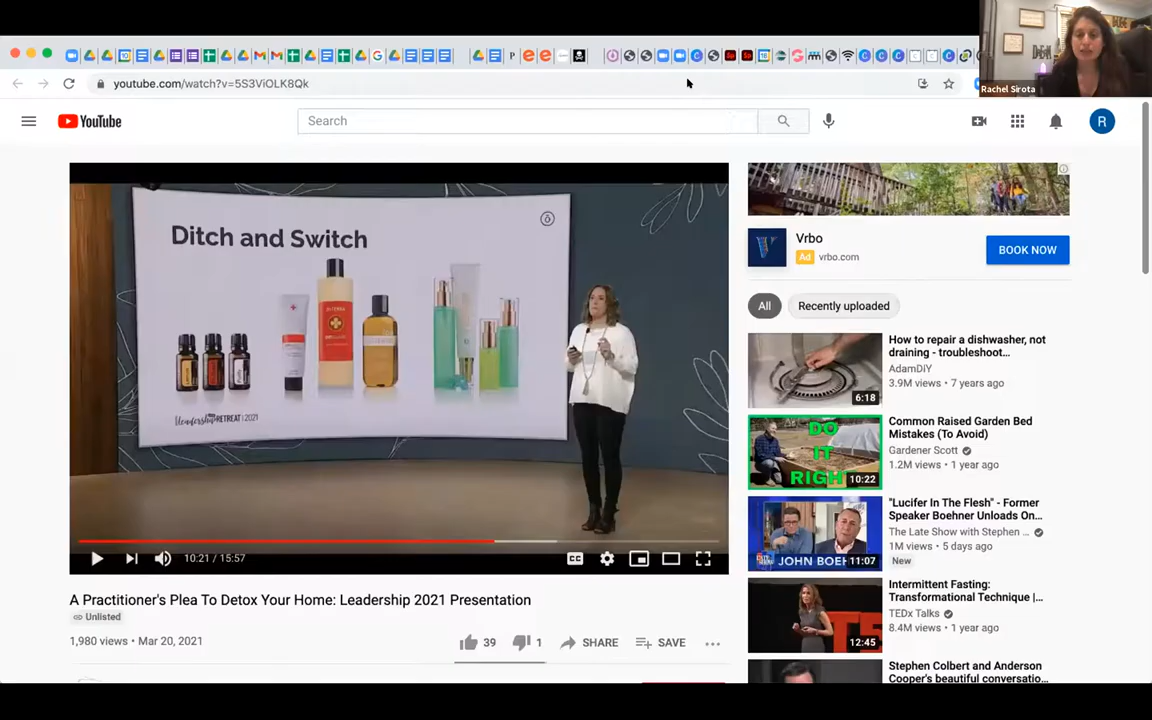 Rachel Sirota
youtube.com/watch?v=5S3ViOLK8Qk
YouTube
Search
R
Ditch and Switch
leadershipRETREAT | 2021
10:21 / 15:57
CC
A Practitioner's Plea To Detox Your Home: Leadership 2021 Presentation
Unlisted
1,980 views • Mar 20, 2021
39
1
SHARE
SAVE
Vrbo
Ad vrbo.com
BOOK NOW
All
Recently uploaded
How to repair a dishwasher, not
draining - troubleshoot...
AdamDiY
3.9M views • 7 years ago
6:18
Common Raised Garden Bed
Mistakes (To Avoid)
Gardener Scott
1.2M views • 1 year ago
DO
IT
RIGH
10:22
"Lucifer In The Flesh" - Former
Speaker Boehner Unloads On...
The Late Show with Stephen ...
1M views • 5 days ago
New
JOHN BOEH
11:07
Intermittent Fasting:
Transformational Technique |...
TEDx Talks
8.4M views • 1 year ago
12:45
Stephen Colbert and Anderson
Cooper's beautiful conversatio...